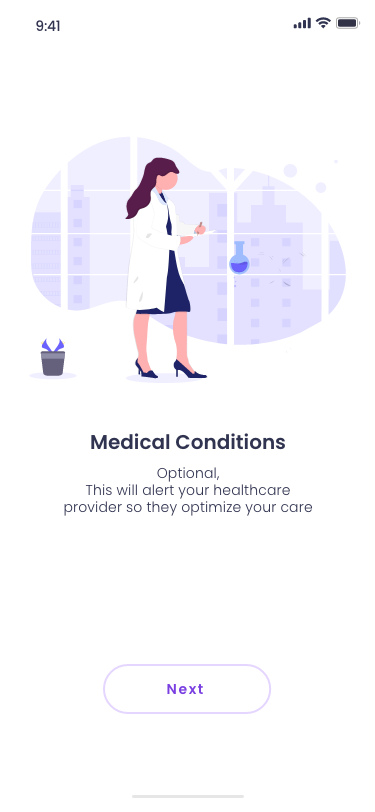 9:41
Medical Conditions
Optional,
This will alert your healthcare
provider so they optimize your care
Next